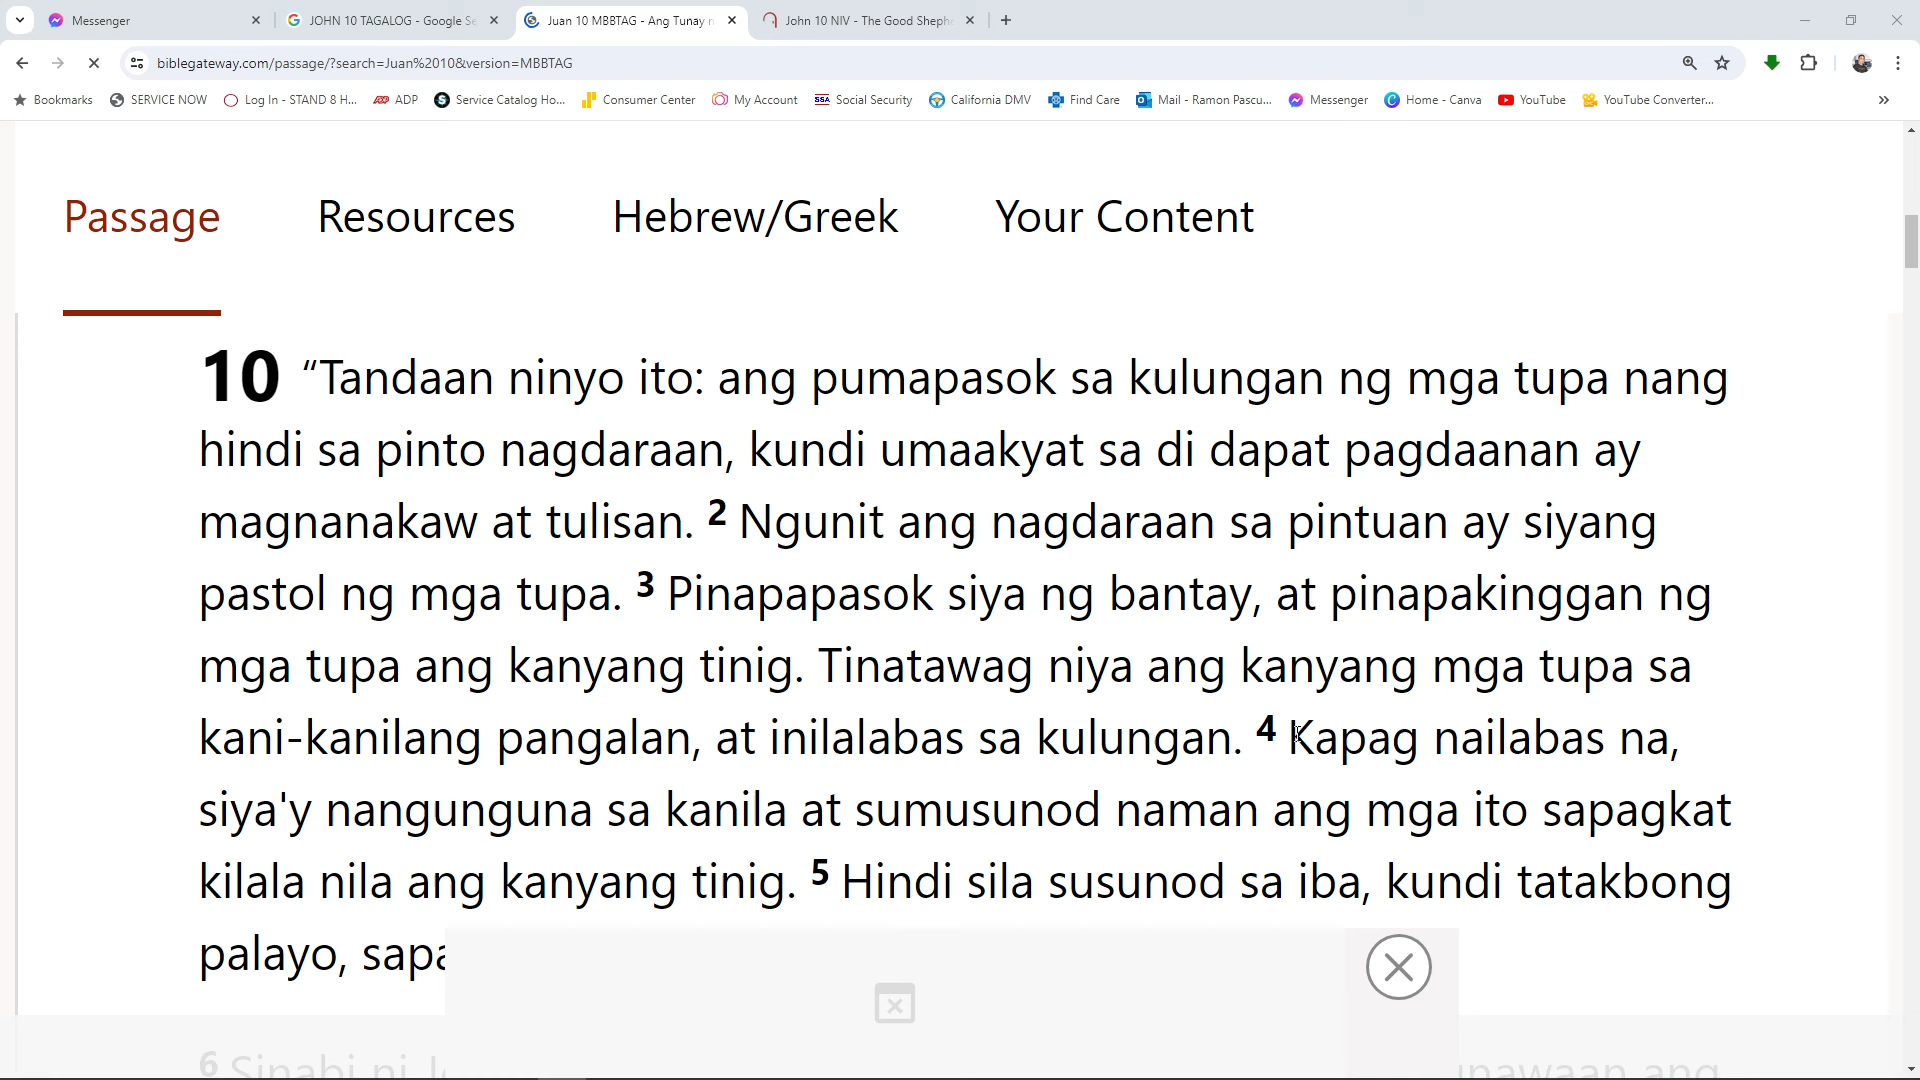 Messenger
JOHN 10 TAGALOG - Google Se
Juan 10 MBBTAG - Ang Tunay n
John 10 NIV - The Good Sheph
biblegateway.com/passage/?search=Juan%2010&version=MBBTAG
Bookmarks SERVICE NOW Log In - STAND 8 H... ADP Service Catalog Ho... Consumer Center My Account SSA Social Security California DMV Find Care Mail - Ramon Pascu... Messenger Home - Canva YouTube YouTube Converter... »
Passage Resources Hebrew/Greek Your Content
10 “Tandaan ninyo ito: ang pumapasok sa kulungan ng mga tupa nang
hindi sa pinto nagdaraan, kundi umaakyat sa di dapat pagdaanan ay
magnanakaw at tulisan. 2 Ngunit ang nagdaraan sa pintuan ay siyang
pastol ng mga tupa. 3 Pinapapasok siya ng bantay, at pinapakinggan ng
mga tupa ang kanyang tinig. Tinatawag niya ang kanyang mga tupa sa
kani-kanilang pangalan, at inilalabas sa kulungan. 4 Kapag nailabas na,
siya'y nangunguna sa kanila at sumusunod naman ang mga ito sapagkat
kilala nila ang kanyang tinig. 5 Hindi sila susunod sa iba, kundi tatakbong
palayo, sapa
6 Sinabi ni